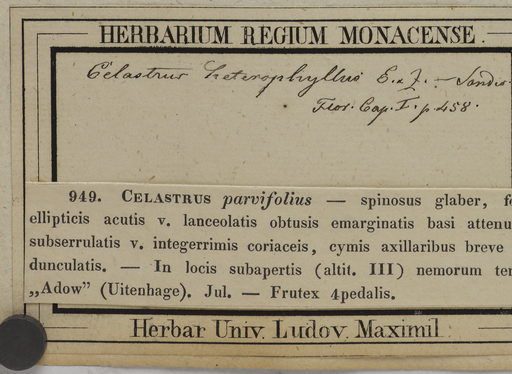 HERBARIUM REGIUM MONACENSE.
Celastrus heterophyllus E. & Z. — Sond
Flor. Cap. I. p. 458.
949. CELASTRUS parvifolius — spinosus glaber, fo
ellipticis acutis v. lanceolatis obtusis emarginatis basi attenu
subserrulatis v. integerrimis coriaceis, cymis axillaribus breve
dunculatis. — In locis subapertis (altit. III) nemorum ter
„Adow" (Uitenhage). Jul. — Frutex 4pedalis.
Herbar Univ. Ludov. Maximil.